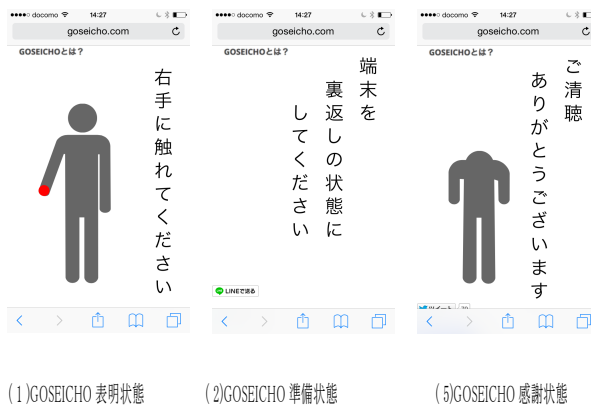 ●●●●○ docomo 14:27
goseicho.com
GOSEICHOとは？
右手に触れてください
(1)GOSEICHO 表明状態
●●●●○ docomo 14:27
goseicho.com
GOSEICHOとは？
端末を
裏返しの状態に
してください
LINEで送る
(2)GOSEICHO 準備状態
●●●●○ docomo 14:27
goseicho.com
GOSEICHOとは？
ご清聴
ありがとうございます
(5)GOSEICHO 感謝状態